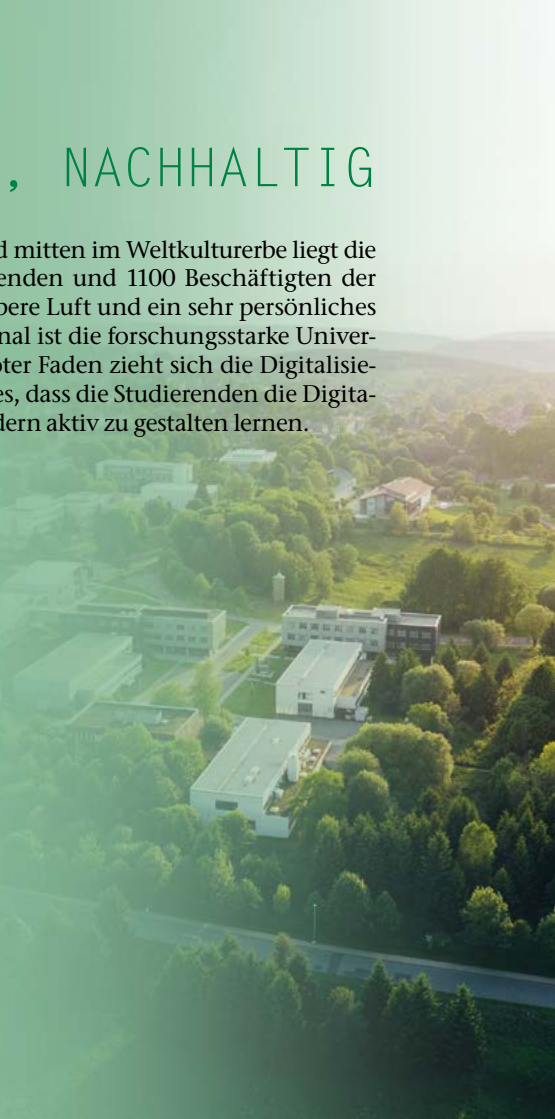 , NACHHALTIG
d mitten im Weltkulturerbe liegt die
enden und 1100 Beschäftigten der
bere Luft und ein sehr persönliches
nal ist die forschungsstarke Univer-
oter Faden zieht sich die Digitalisie-
es, dass die Studierenden die Digita-
dern aktiv zu gestalten lernen.